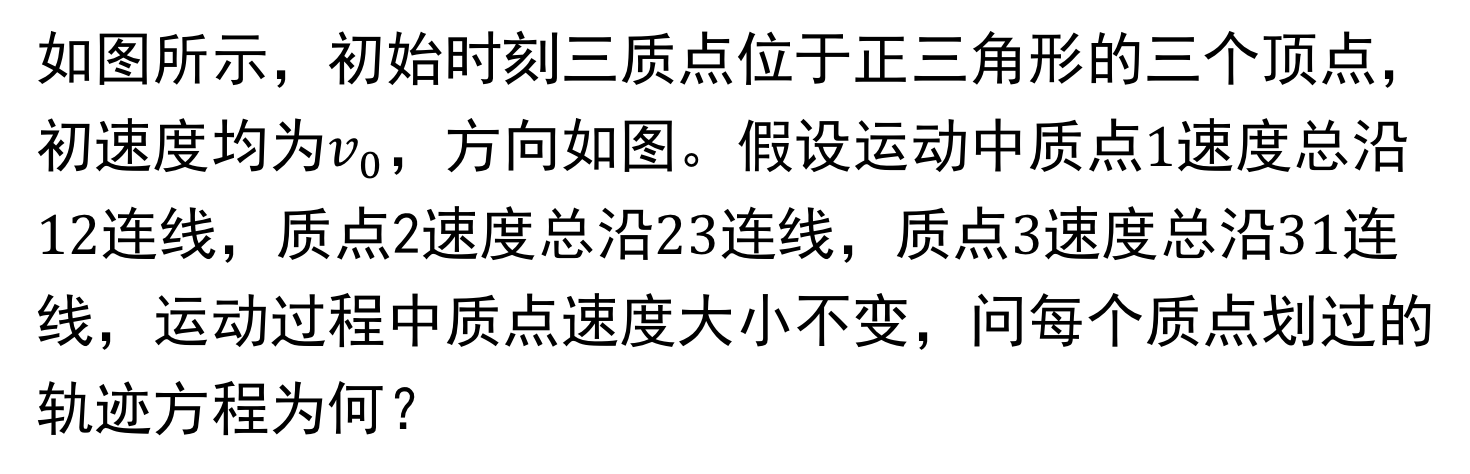 如图所示，初始时刻三质点位于正三角形的三个顶点，
初速度均为v₀，方向如图。假设运动中质点1速度总沿
12连线，质点2速度总沿23连线，质点3速度总沿31连
线，运动过程中质点速度大小不变，问每个质点划过的
轨迹方程为何？